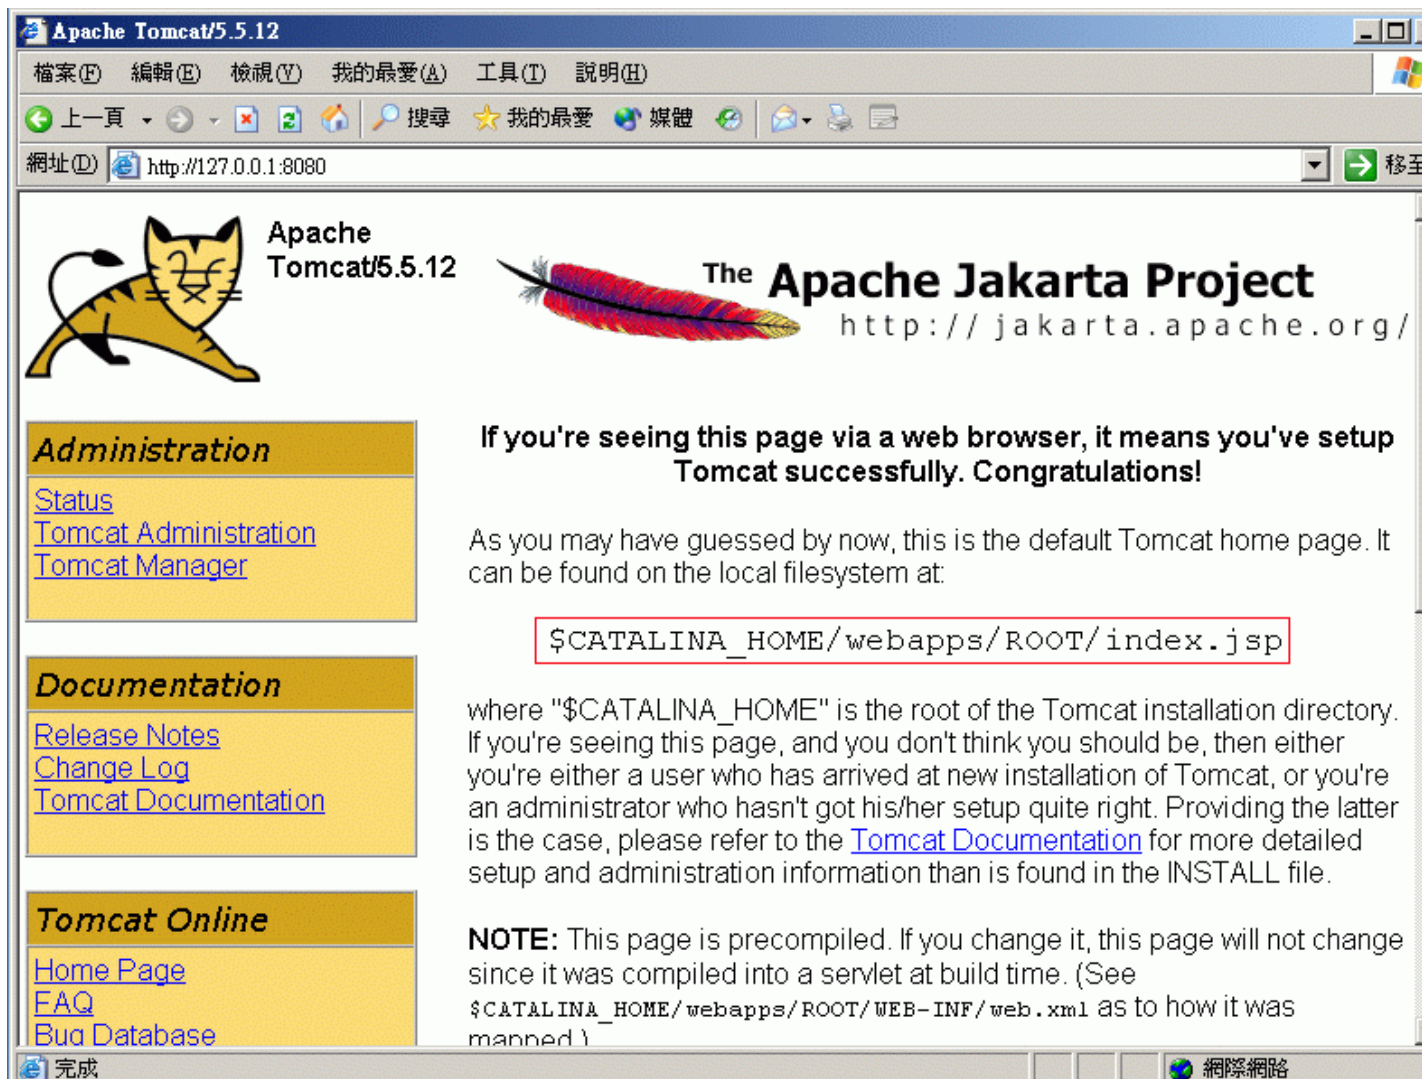 Apache Tomcat/5.5.12
檔案(F) 編輯(E) 檢視(V) 我的最愛(A) 工具(T) 說明(H)
上一頁 搜尋 我的最愛 媒體
網址(D) http://127.0.0.1:8080 移至
Apache
Tomcat/5.5.12
The Apache Jakarta Project
http://jakarta.apache.org/
Administration
Status
Tomcat Administration
Tomcat Manager
Documentation
Release Notes
Change Log
Tomcat Documentation
Tomcat Online
Home Page
FAQ
Bug Database
If you're seeing this page via a web browser, it means you've setup
Tomcat successfully. Congratulations!
As you may have guessed by now, this is the default Tomcat home page. It
can be found on the local filesystem at:
$CATALINA_HOME/webapps/ROOT/index.jsp
where "$CATALINA_HOME" is the root of the Tomcat installation directory.
If you're seeing this page, and you don't think you should be, then either
you're either a user who has arrived at new installation of Tomcat, or you're
an administrator who hasn't got his/her setup quite right. Providing the latter
is the case, please refer to the Tomcat Documentation for more detailed
setup and administration information than is found in the INSTALL file.
NOTE: This page is precompiled. If you change it, this page will not change
since it was compiled into a servlet at build time. (See
$CATALINA_HOME/webapps/ROOT/WEB-INF/web.xml as to how it was
mapped.)
完成 網際網路